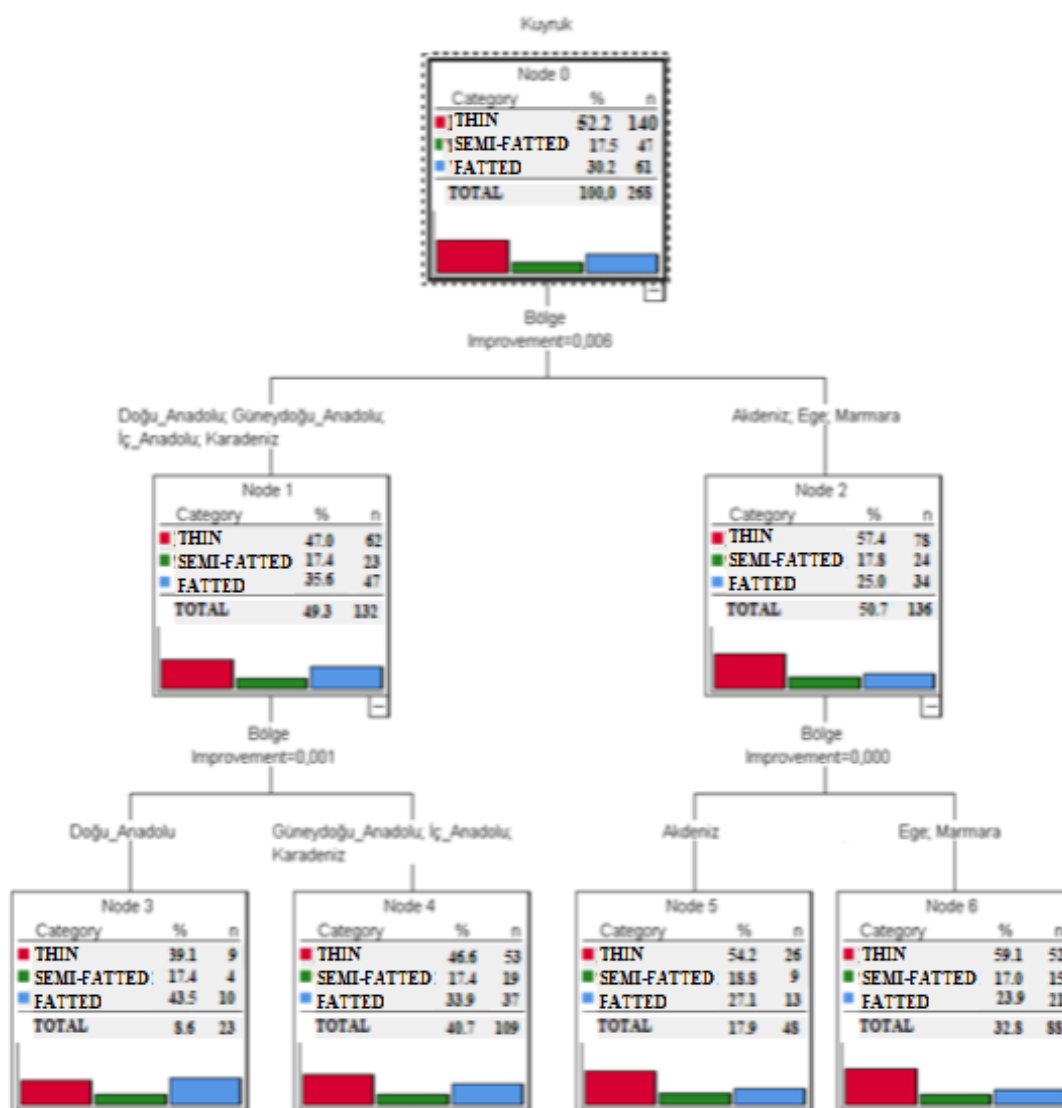 Kuyruk
Node 0
Category % n
THIN 52.2 140
SEMI-FATTED 17.5 47
FATTED 30.2 61
TOTAL 100,0 268
Bölge
Improvement=0,006
Doğu_Anadolu; Güneydoğu_Anadolu;
İç_Anadolu; Karadeniz
Akdeniz; Ege; Marmara
Node 1
Category % n
THIN 47.0 62
SEMI-FATTED 17.4 23
FATTED 35.6 47
TOTAL 49.3 132
Node 2
Category % n
THIN 57.4 78
SEMI-FATTED 17.8 24
FATTED 25.0 34
TOTAL 50.7 136
Bölge
Improvement=0,001
Bölge
Improvement=0,000
Doğu_Anadolu
Güneydoğu_Anadolu; İç_Anadolu;
Karadeniz
Akdeniz
Ege; Marmara
Node 3
Category % n
THIN 39.1 9
SEMI-FATTED 17.4 4
FATTED 43.5 10
TOTAL 8.6 23
Node 4
Category % n
THIN 46.6 53
SEMI-FATTED 17.4 19
FATTED 33.9 37
TOTAL 40.7 109
Node 5
Category % n
THIN 54.2 26
SEMI-FATTED 18.8 9
FATTED 27.1 13
TOTAL 17.9 48
Node 6
Category % n
THIN 59.1 52
SEMI-FATTED 17.0 15
FATTED 23.9 21
TOTAL 32.8 88